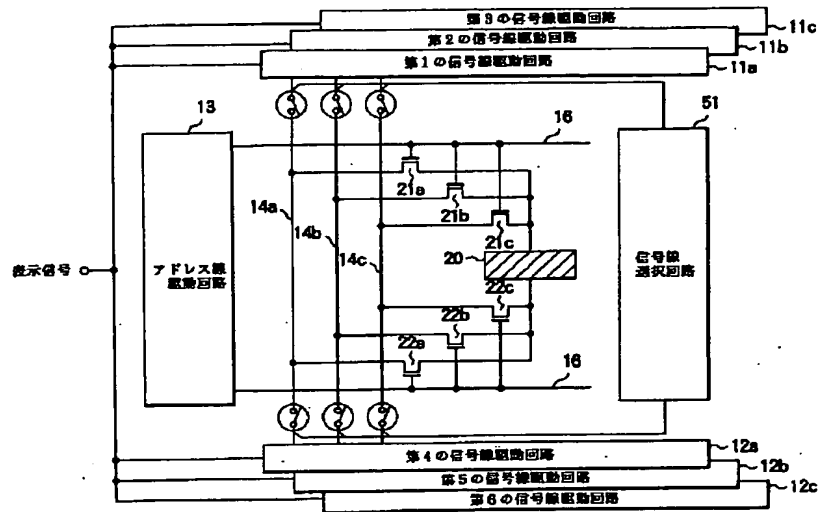 第3の信号線駆動回路
11c
第2の信号線駆動回路
11b
第1の信号線駆動回路
11a
13
16
51
21a
21b
21c
14a
14b
14c
20
表示信号
アドレス線
駆動回路
信号線
選択回路
22c
22b
22a
16
第4の信号線駆動回路
12a
第5の信号線駆動回路
12b
第6の信号線駆動回路
12c